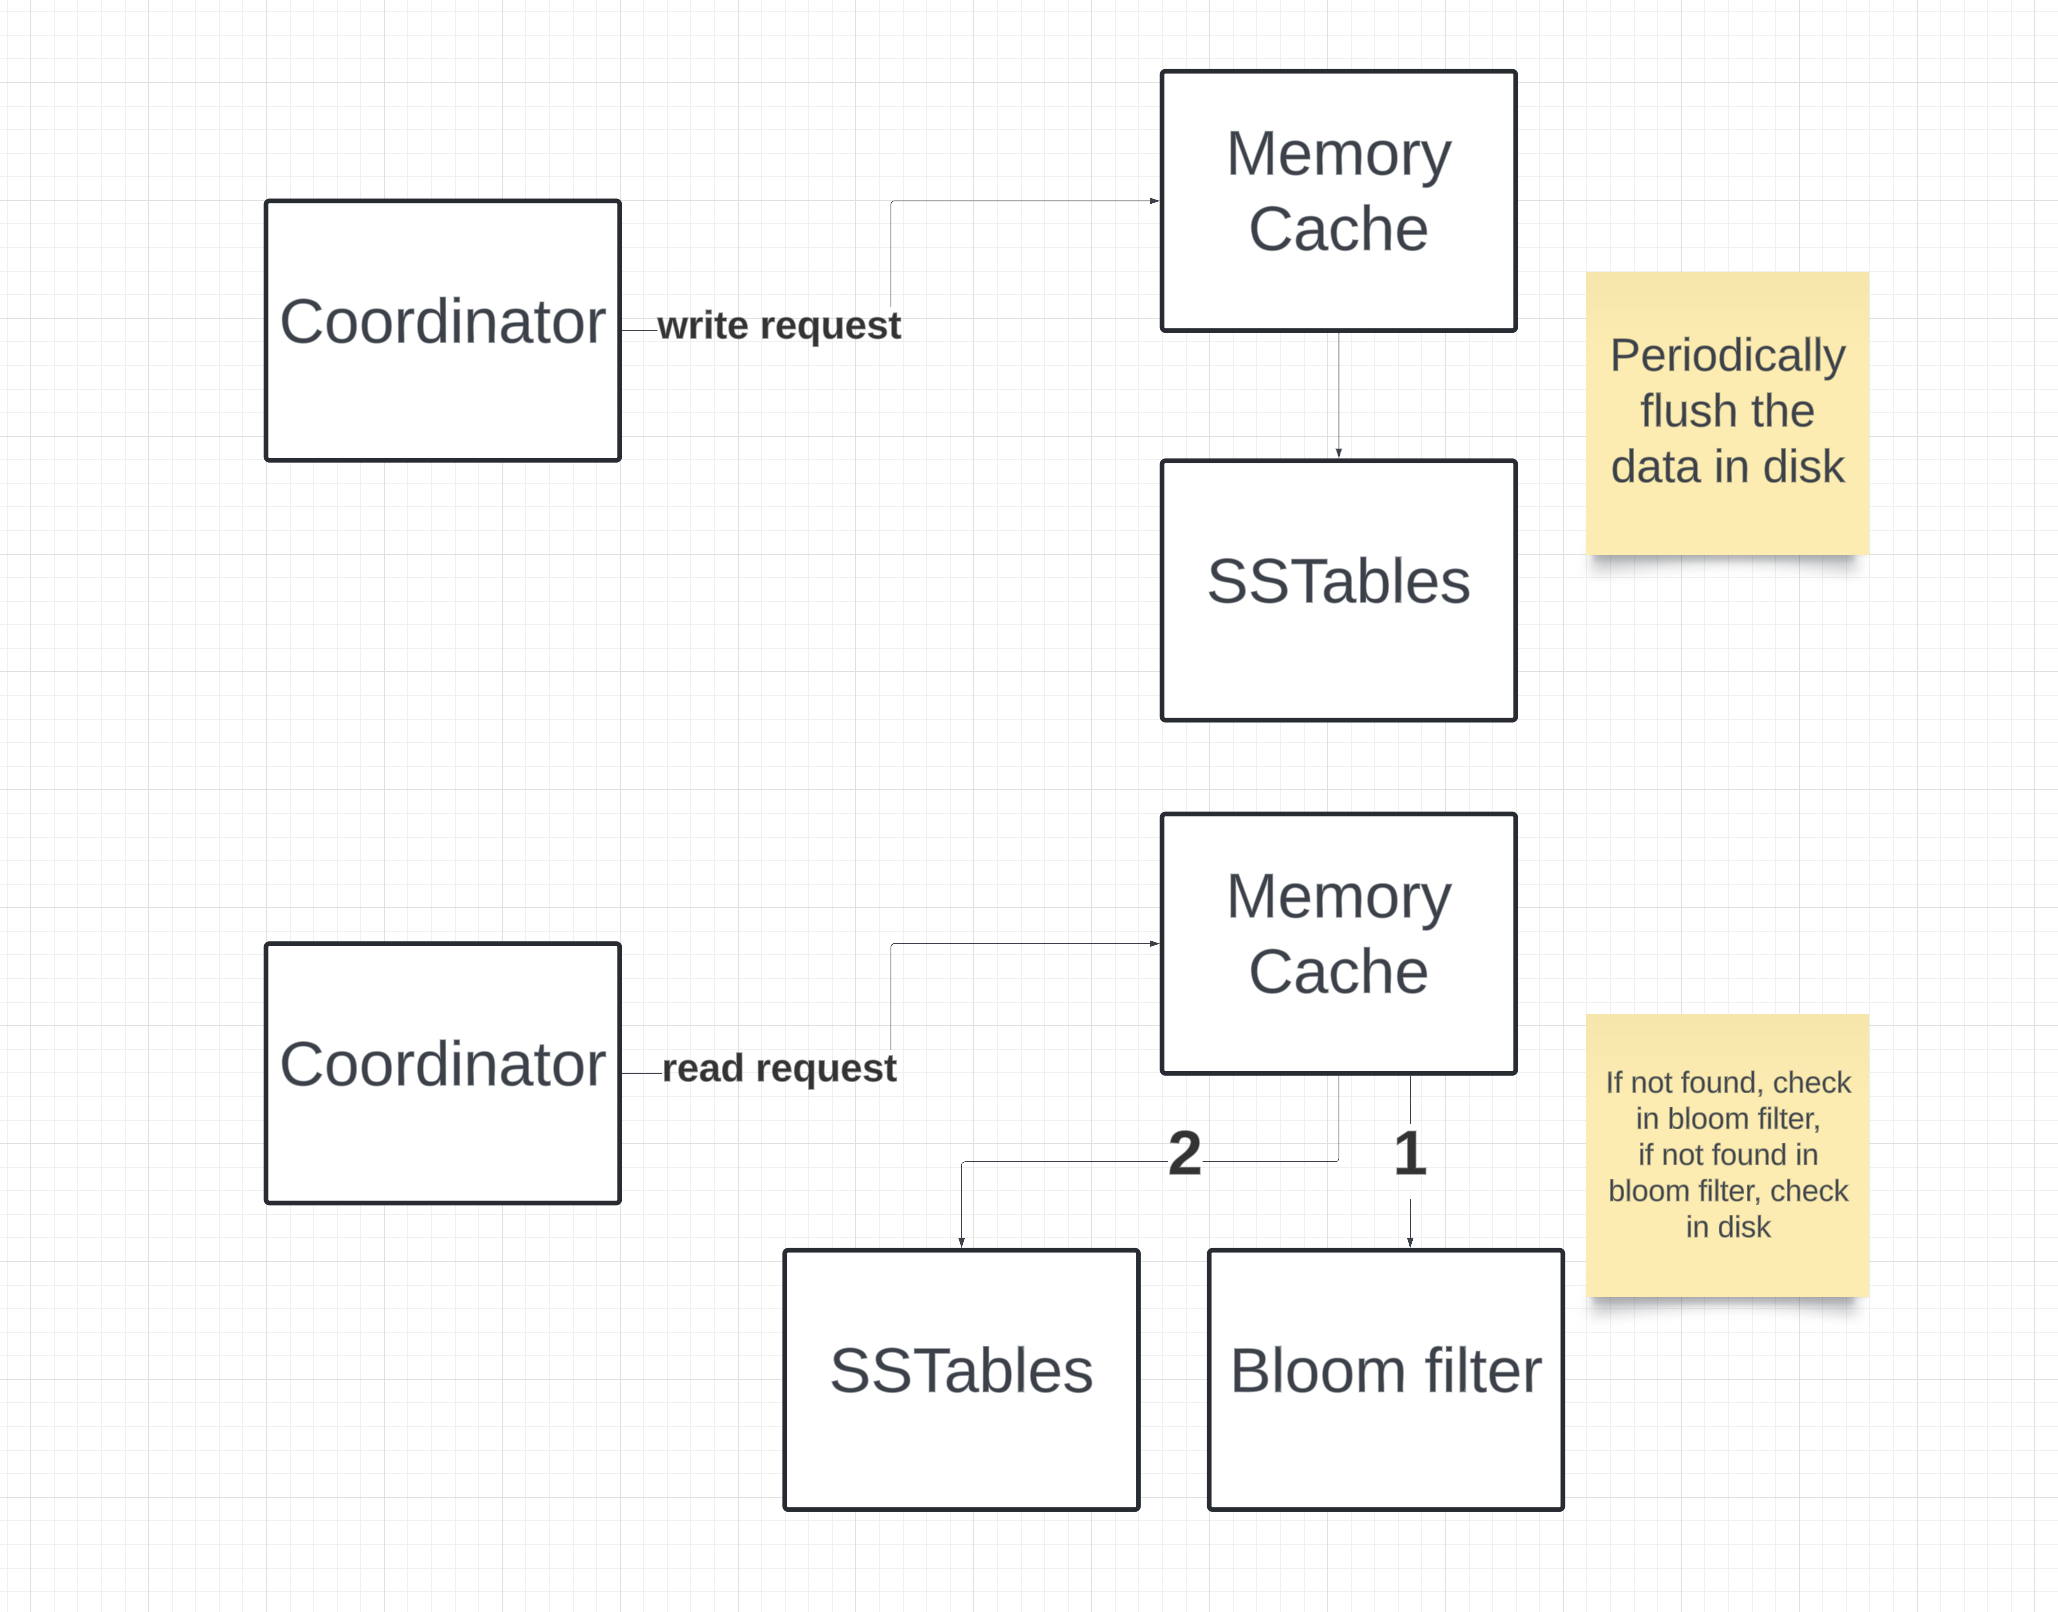 Memory
Cache
Coordinator
write request
Periodically
flush the
data in disk
SSTables
Memory
Cache
Coordinator
read request
If not found, check
in bloom filter,
if not found in
bloom filter, check
in disk
2
1
SSTables
Bloom filter